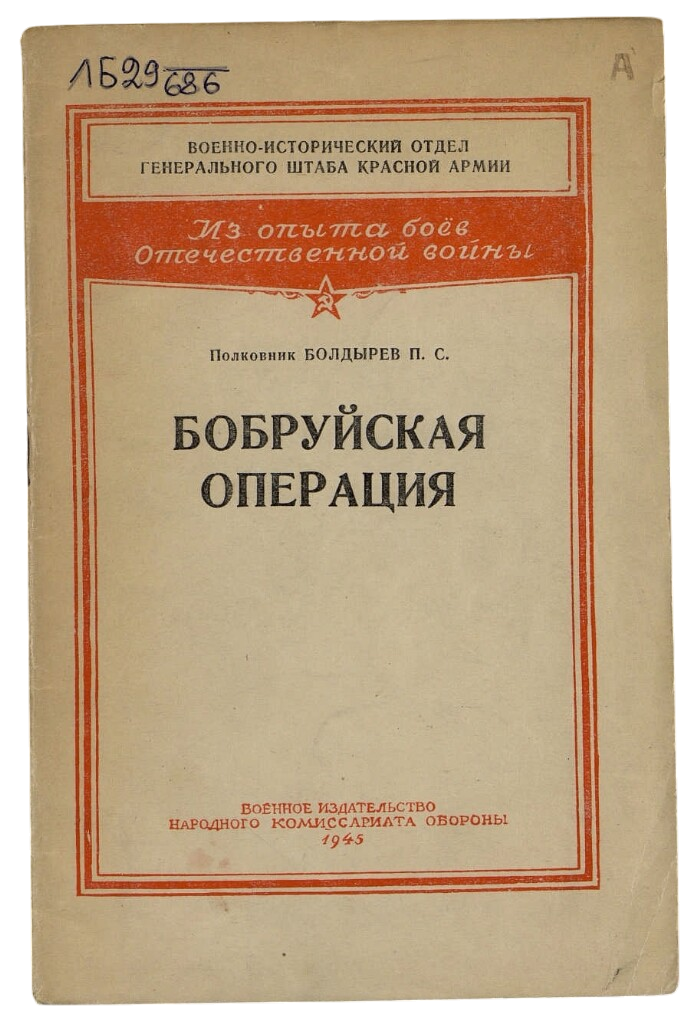 1Б29 686
А
ВОЕННО-ИСТОРИЧЕСКИЙ ОТДЕЛ
ГЕНЕРАЛЬНОГО ШТАБА КРАСНОЙ АРМИИ
Из опыта боёв
Отечественной войны
Полковник БОЛДЫРЕВ П. С.
БОБРУЙСКАЯ
ОПЕРАЦИЯ
ВОЕННОЕ ИЗДАТЕЛЬСТВО
НАРОДНОГО КОМИССАРИАТА ОБОРОНЫ
1945